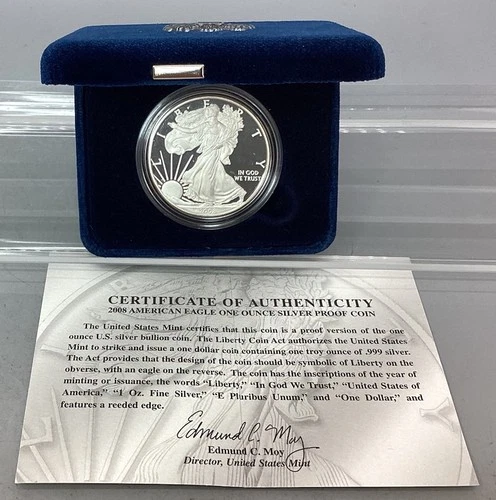 LIBERTY
IN GOD
WE TRUST
CERTIFICATE OF AUTHENTICITY
2008 AMERICAN EAGLE ONE OUNCE SILVER PROOF COIN
The United States Mint certifies that this coin is a proof version of the one
ounce U.S. silver bullion coin. The Liberty Coin Act authorizes the United States
Mint to strike and issue a one dollar coin containing one troy ounce of .999 silver.
The Act provides that the design of the coin should be symbolic of Liberty on the
obverse, with an eagle on the reverse. The coin has the inscriptions of the year of
minting or issuance, the words “Liberty,” “In God We Trust,” “United States of
America,” “1 Oz. Fine Silver,” “E Pluribus Unum,” and “One Dollar,” and
features a reeded edge.
Edmund C. Moy
Edmund C. Moy
Director, United States Mint